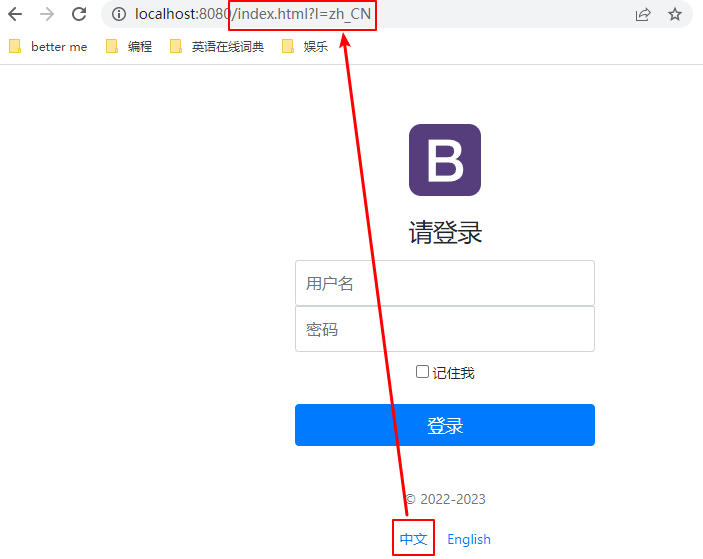 localhost:8080/index.html?l=zh_CN
better me 编程 英语在线词典 娱乐
B
请登录
用户名
密码
记住我
登录
© 2022-2023
中文 English